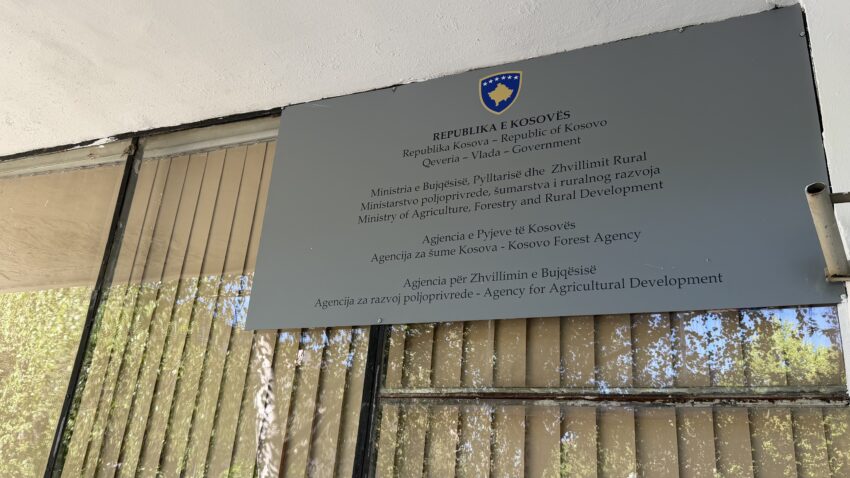 REPUBLIKA E KOSOVËS
Republika Kosova – Republic of Kosovo
Qeveria – Vlada – Government
Ministria e Bujqësisë, Pylltarisë dhe Zhvillimit Rural
Ministarstvo poljoprivrede, šumarstva i ruralnog razvoja
Ministry of Agriculture, Forestry and Rural Development
Agjencia e Pyjeve të Kosovës
Agencija za šume Kosova - Kosovo Forest Agency
Agjencia për Zhvillimin e Bujqësisë
Agencija za razvoj poljoprivrede - Agency for Agricultural Development